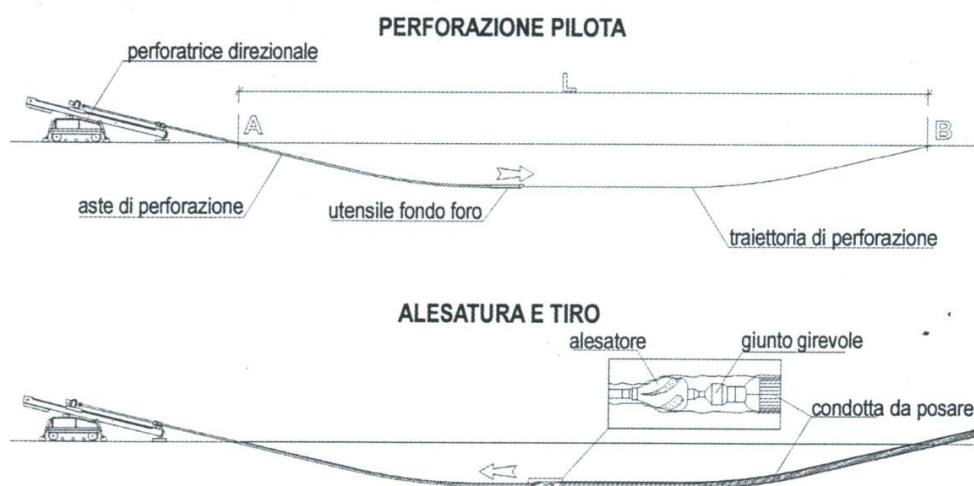 PERFORAZIONE PILOTA
perforatrice direzionale
L
A
B
aste di perforazione
utensile fondo foro
traiettoria di perforazione
ALESATURA E TIRO
alesatore
giunto girevole
condotta da posare